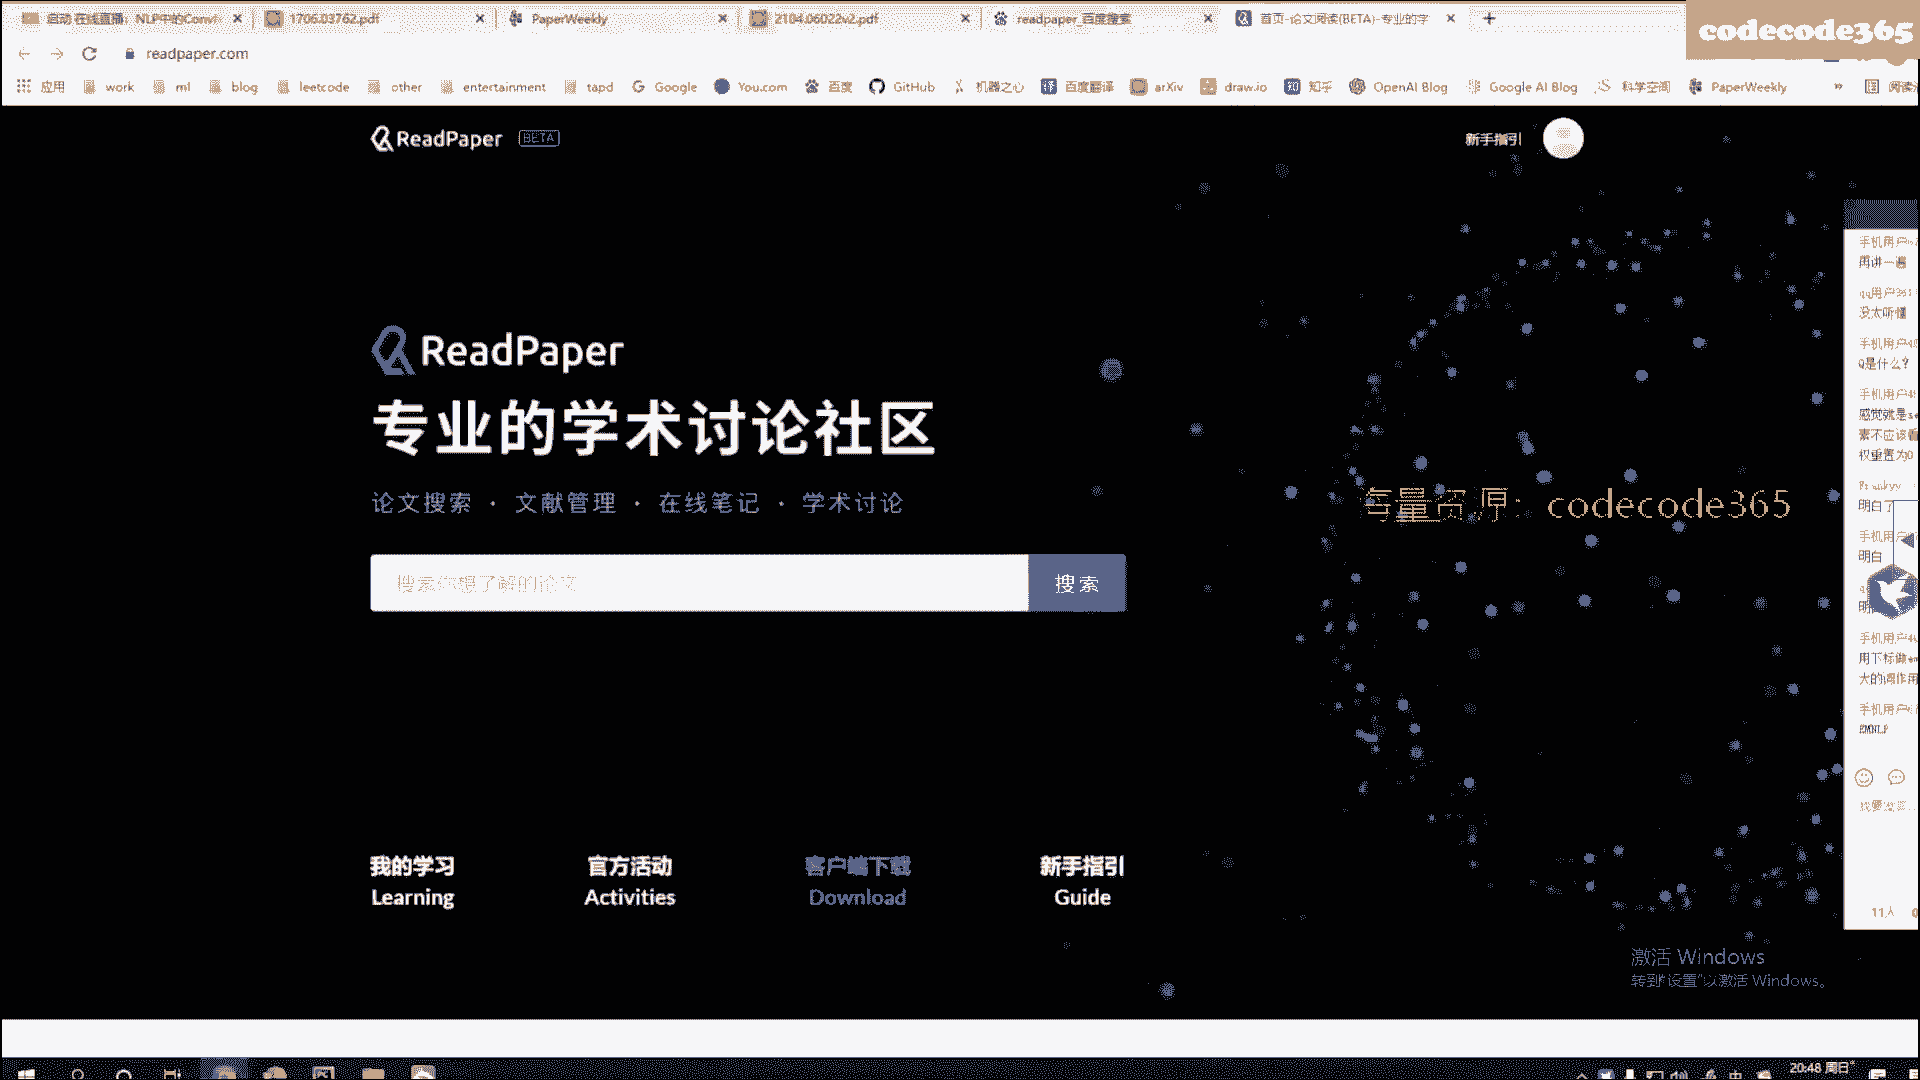 启动 在线直播: NLP中的Convl
1706.03762.pdf
PaperWeekly
2104.06022v2.pdf
readpaper_百度搜索
首页-论文阅读(BETA)-专业的学
codecode365
readpaper.com
应用
work
ml
blog
leetcode
other
entertainment
tapd
Google
You.com
百度
GitHub
机器之心
百度翻译
arXiv
draw.io
知乎
OpenAI Blog
Google AI Blog
科学空间
PaperWeekly
»
ReadPaper BETA
新手指引
ReadPaper
专业的学术讨论社区
论文搜索 · 文献管理 · 在线笔记 · 学术讨论
搜索你想了解的论文
搜索
海量资源：codecode365
手机用户
再讲一遍
qq用户361
没太听懂
手机用户
Q是什么?
手机用户
感觉就是se
素不应该看
权重置为0
Frankyy
明白了
手机用户
明白
手机用户
用下标做em
大的词作用
手机用户
EMNLP
我要发言...
11人
我的学习
Learning
官方活动
Activities
客户端下载
Download
新手指引
Guide
激活 Windows
转到"设置"以激活 Windows。
20:48 周日